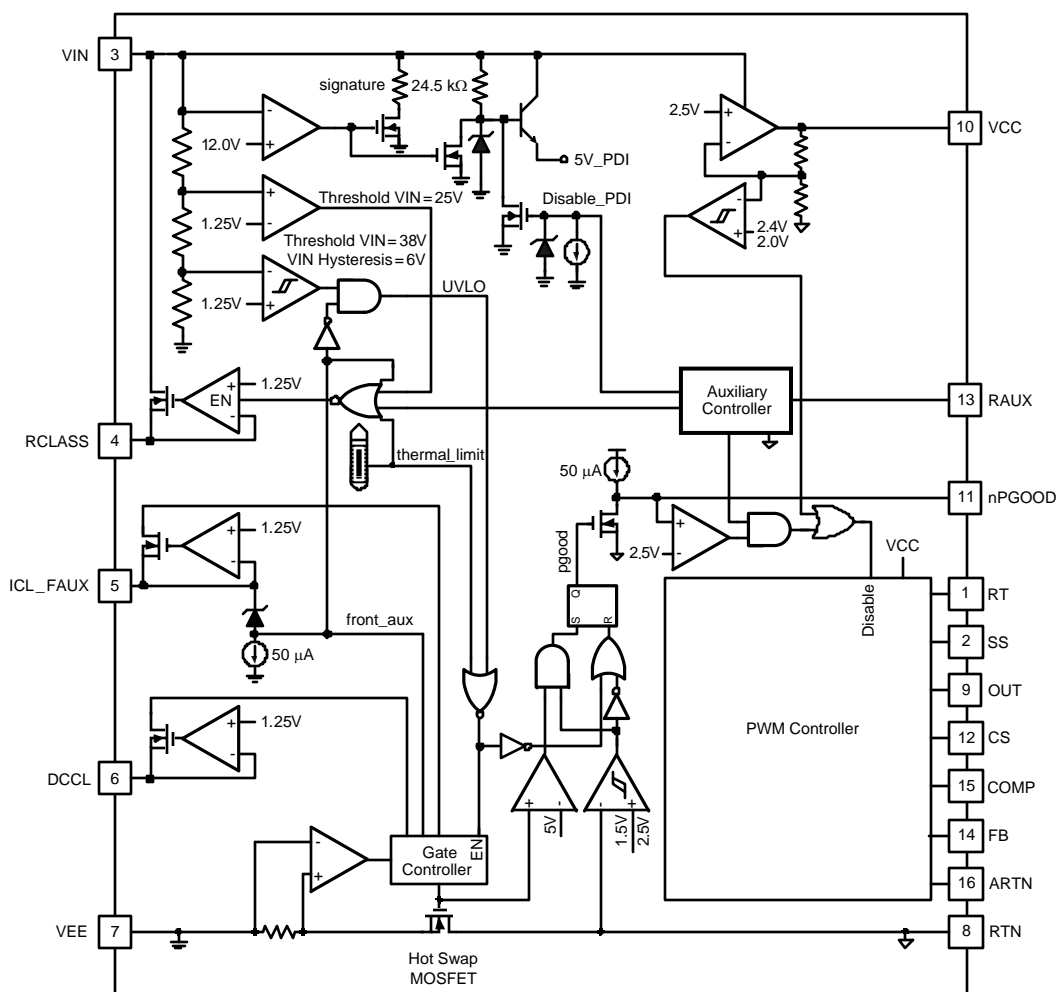 VIN
3
signature
24.5 kΩ
-
+
12.0V
5V_PDI
2.5V
+
-
10
VCC
-
+
2.4V
2.0V
+
-
1.25V
Threshold VIN=25V
Disable_PDI
Threshold VIN=38V
VIN Hysteresis=6V
-
+
1.25V
UVLO
+
EN
-
1.25V
RCLASS
4
Auxiliary
Controller
13
RAUX
thermal_limit
50 μA
11
nPGOOD
ICL_FAUX
5
+
-
1.25V
pgood
+
-
2.5V
VCC
Disable
50 μA
front_aux
Q
S
R
PWM Controller
1
RT
2
SS
9
OUT
12
CS
15
COMP
14
FB
16
ARTN
DCCL
6
+
-
1.25V
+
-
5V
-
+
1.5V
2.5V
-
+
Gate
Controller
EN
VEE
7
Hot Swap
MOSFET
8
RTN